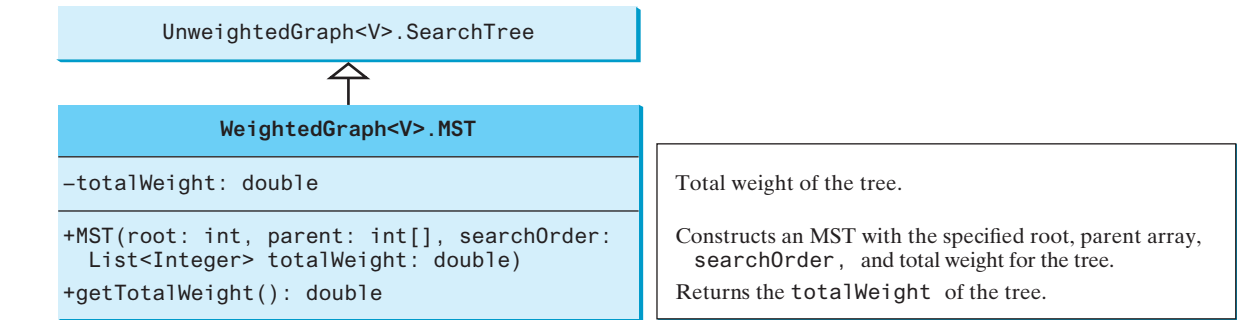 UnweightedGraph<V>.SearchTree
WeightedGraph<V>.MST
–totalWeight: double
Total weight of the tree.
+MST(root: int, parent: int[], searchOrder:
List<Integer> totalWeight: double)
+getTotalWeight(): double
Constructs an MST with the specified root, parent array,
searchOrder, and total weight for the tree.
Returns the totalWeight of the tree.